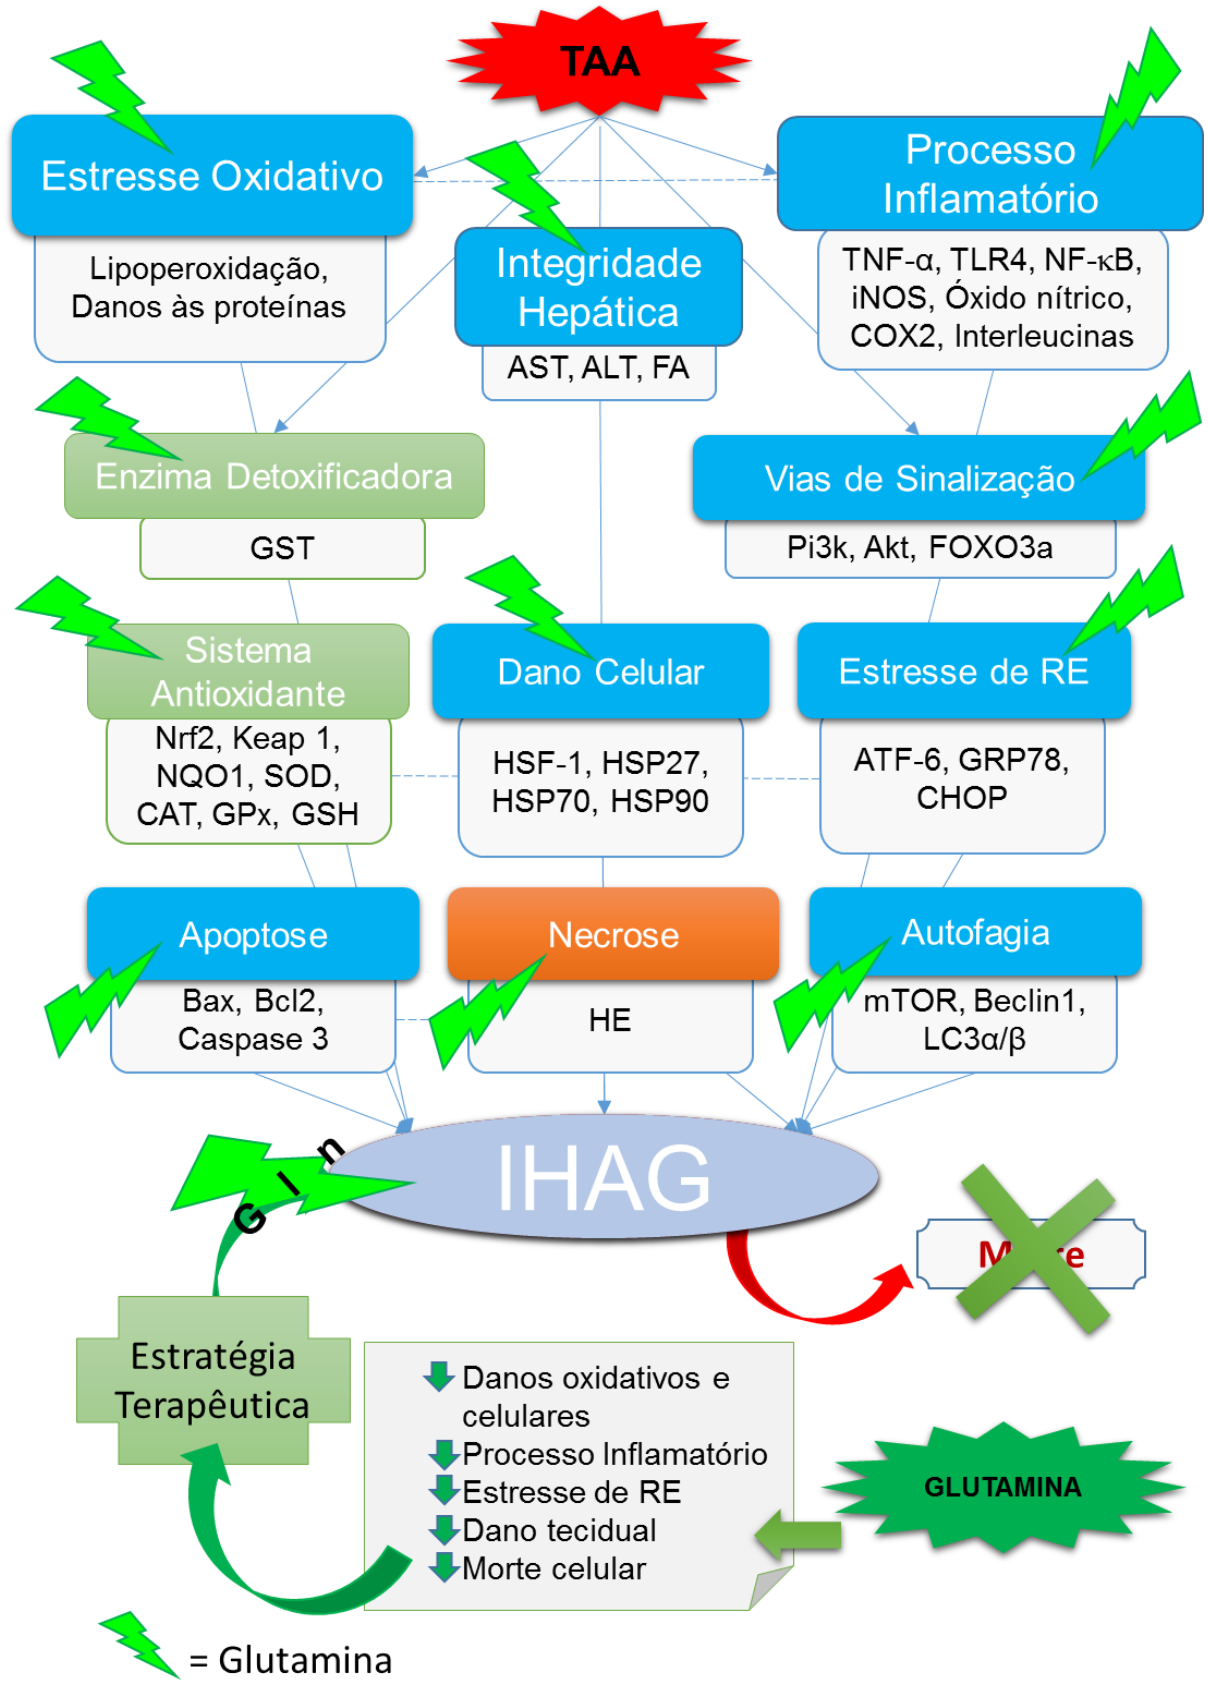 TAA
Estresse Oxidativo
Lipoperoxidação,
Danos às proteínas
Integridade
Hepática
AST, ALT, FA
Processo
Inflamatório
TNF-α, TLR4, NF-κB,
iNOS, Óxido nítrico,
COX2, Interleucinas
Enzima Detoxificadora
GST
Vias de Sinalização
Pi3k, Akt, FOXO3a
Sistema
Antioxidante
Nrf2, Keap 1,
NQO1, SOD,
CAT, GPx, GSH
Dano Celular
HSF-1, HSP27,
HSP70, HSP90
Estresse de RE
ATF-6, GRP78,
CHOP
Apoptose
Bax, Bcl2,
Caspase 3
Necrose
HE
Autofagia
mTOR, Beclin1,
LC3α/β
Gln
IHAG
Estratégia
Terapêutica
Danos oxidativos e
celulares
Processo Inflamatório
Estresse de RE
Dano tecidual
Morte celular
GLUTAMINA
= Glutamina